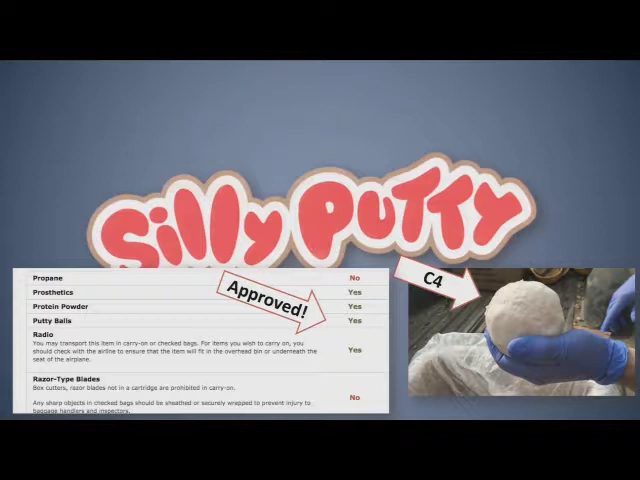 Silly PuTTy
Approved!
C4
Propane No
Prosthetics Yes
Protein Powder Yes
Putty Balls Yes
Radio
You may transport this item in carry-on or checked bags. For items you wish to carry on, you
should check with the airline to ensure that the item will fit in the overhead bin or underneath the
seat of the airplane.
Yes
Razor-Type Blades
Box cutters, razor blades not in a cartridge are prohibited in carry-on.
No
Any sharp objects in checked bags should be sheathed or securely wrapped to prevent injury to
baggage handlers and inspectors.